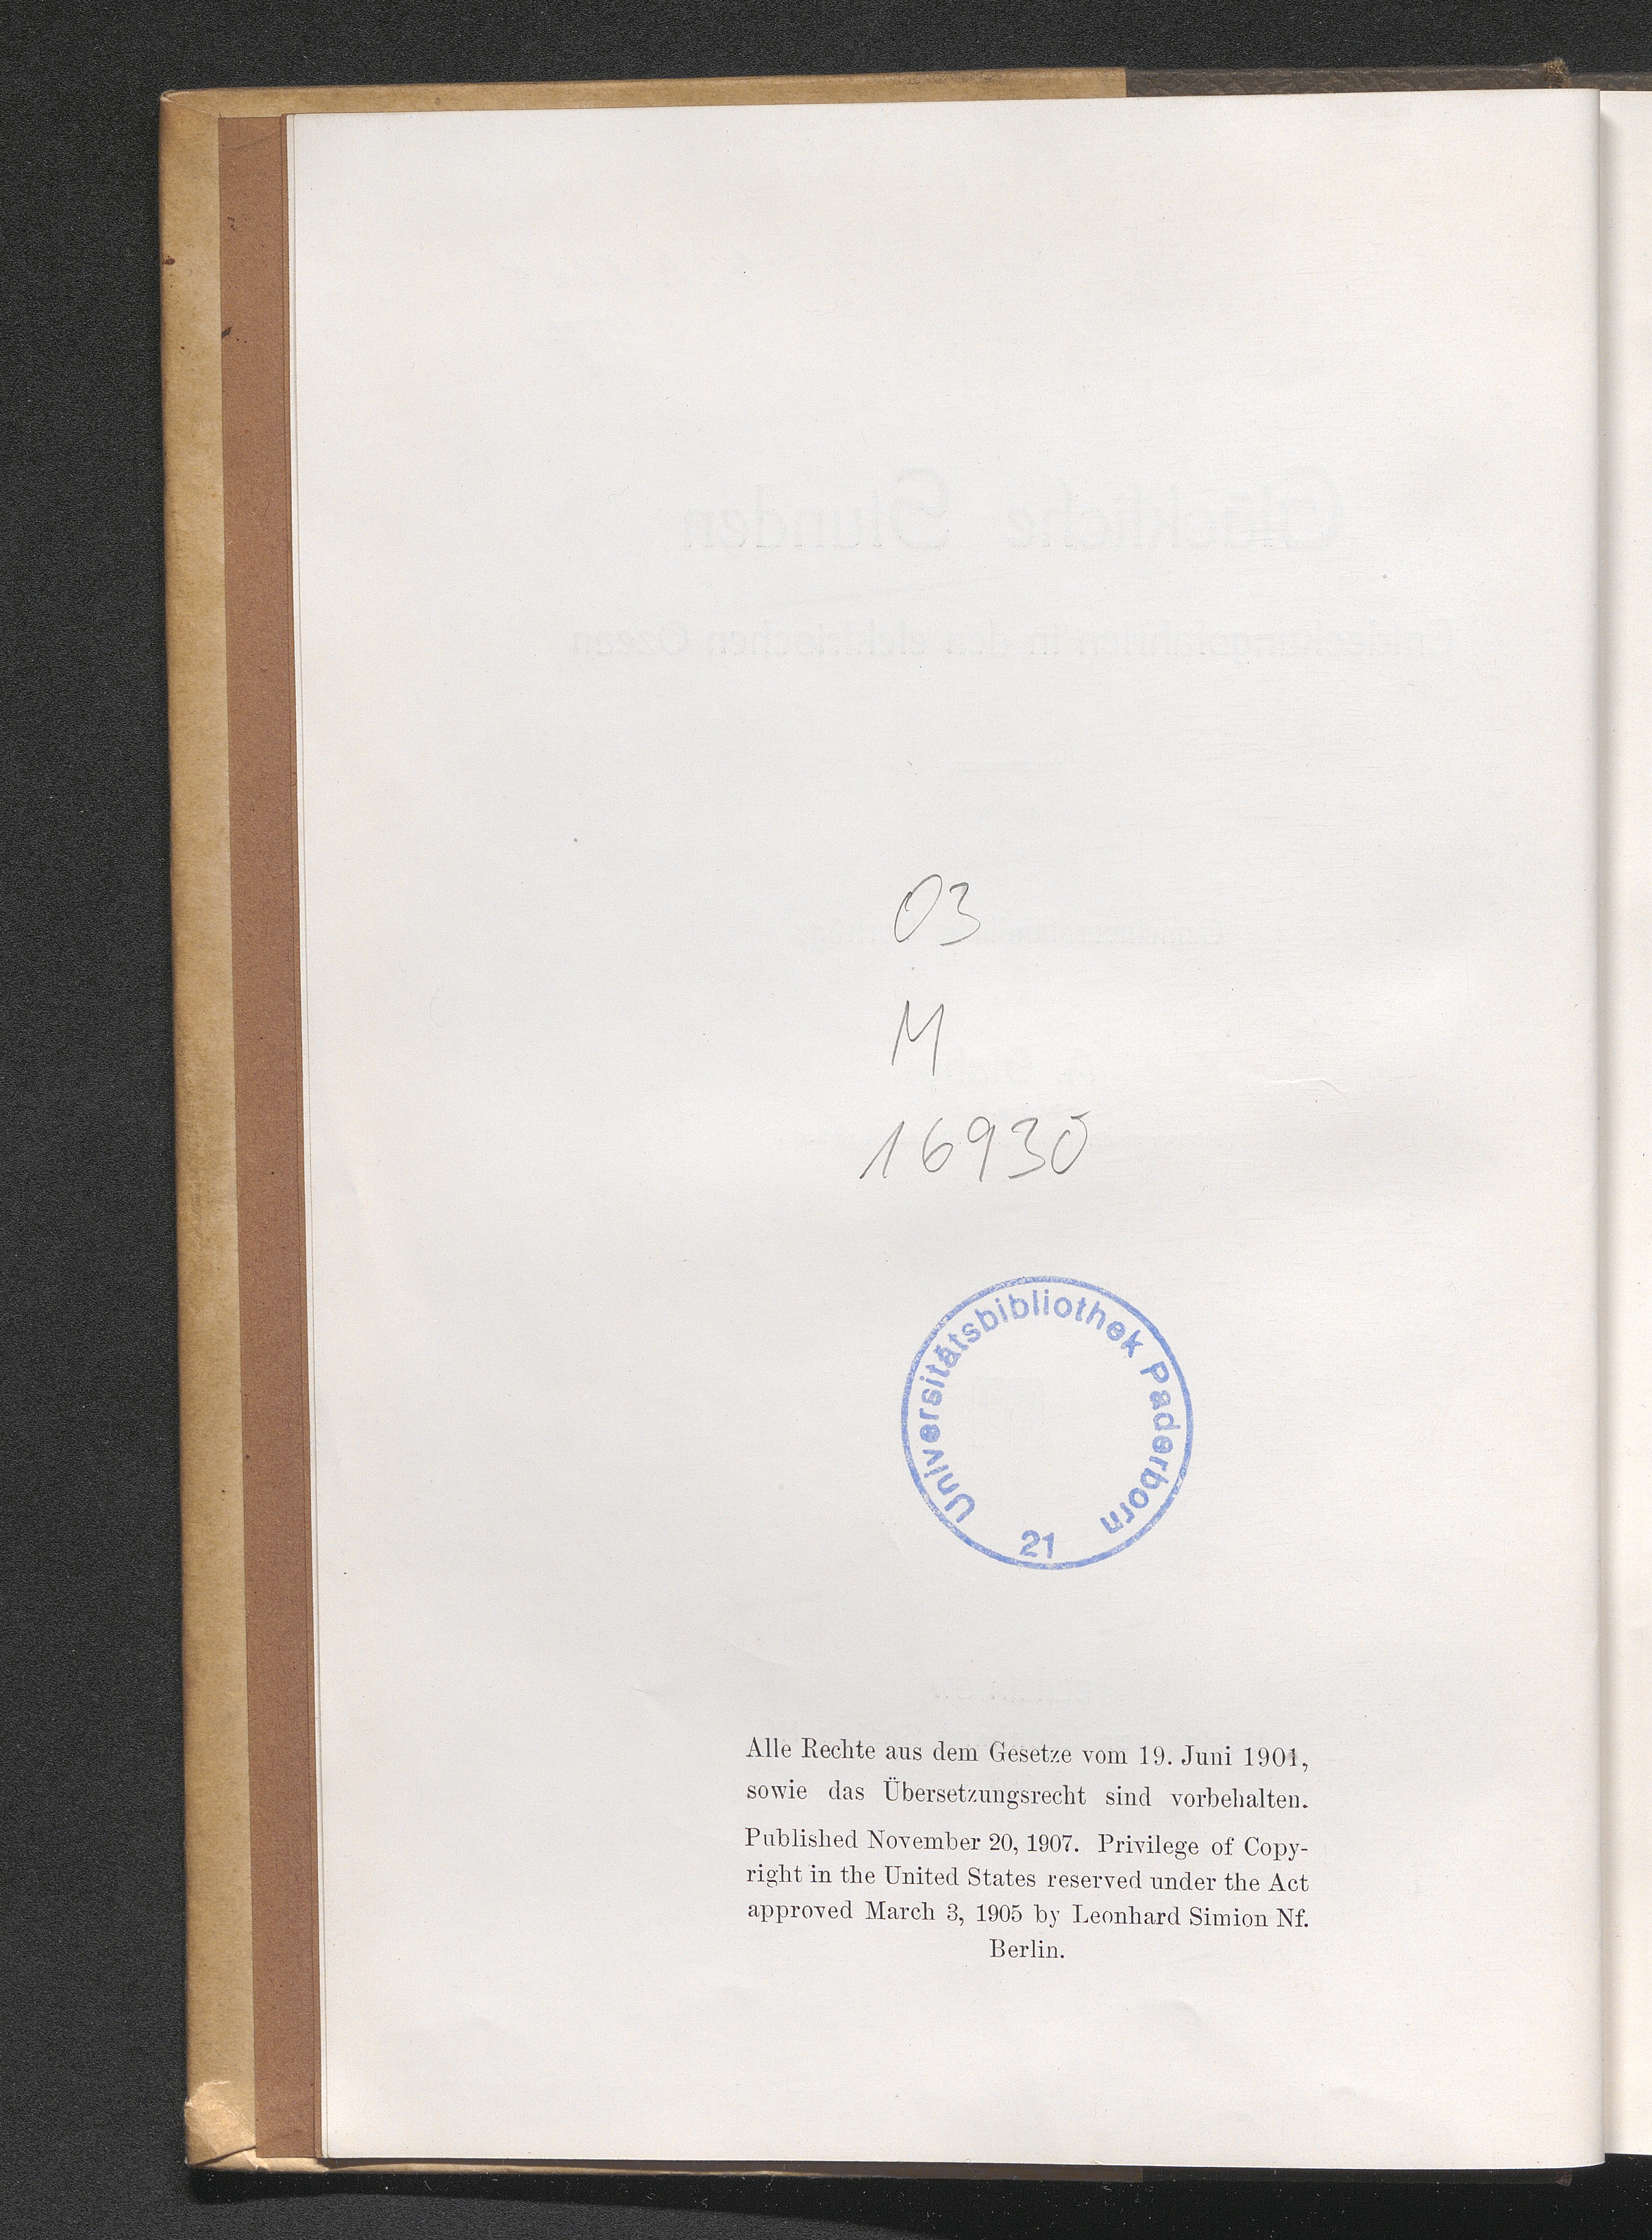 03
M
16930
Universitätsbibliothek Paderborn
21
Alle Rechte aus dem Gesetze vom 19. Juni 1901,
sowie das Übersetzungsrecht sind vorbehalten.
Published November 20, 1907. Privilege of Copy-
right in the United States reserved under the Act
approved March 3, 1905 by Leonhard Simion Nf.
Berlin.